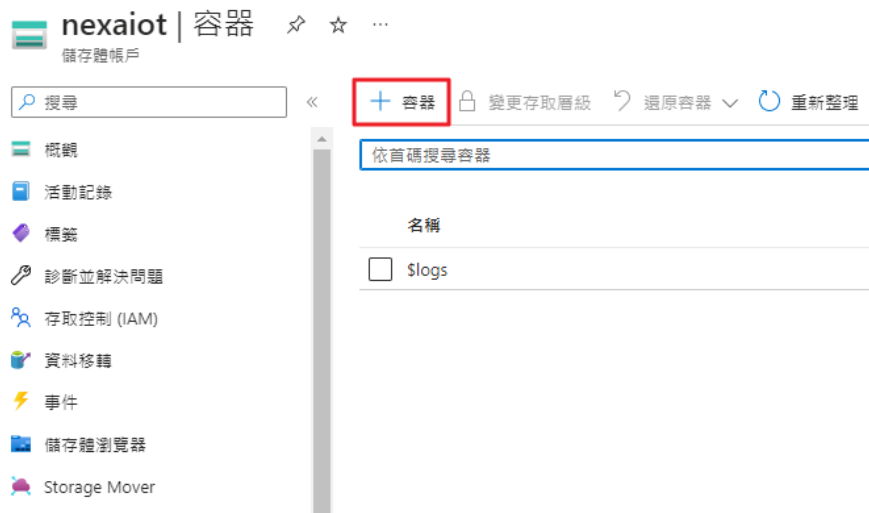 nexaiot | 容器
儲存體帳戶
搜尋
概觀
活動記錄
標籤
診斷並解決問題
存取控制 (IAM)
資料移轉
事件
儲存體瀏覽器
Storage Mover
容器 變更存取層級 還原容器 重新整理
依首碼搜尋容器
名稱
$logs